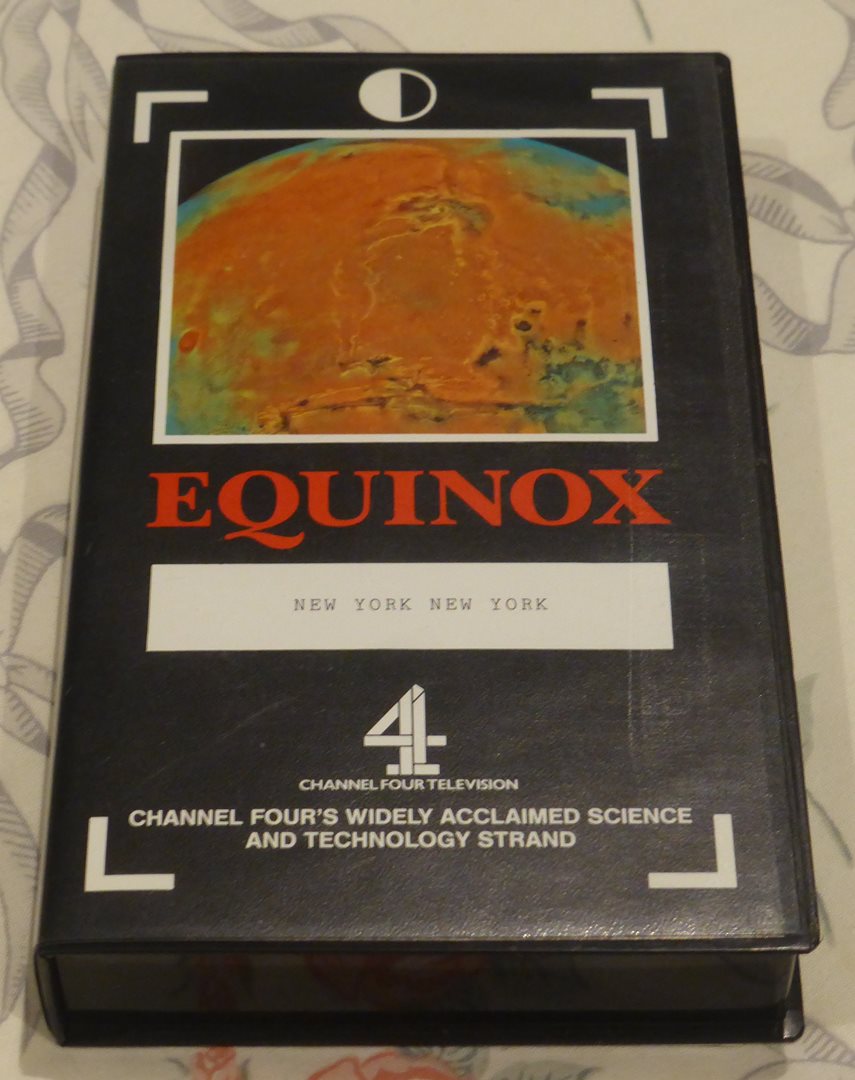 EQUINOX
NEW YORK NEW YORK
4
CHANNEL FOUR TELEVISION
CHANNEL FOUR'S WIDELY ACCLAIMED SCIENCE
AND TECHNOLOGY STRAND